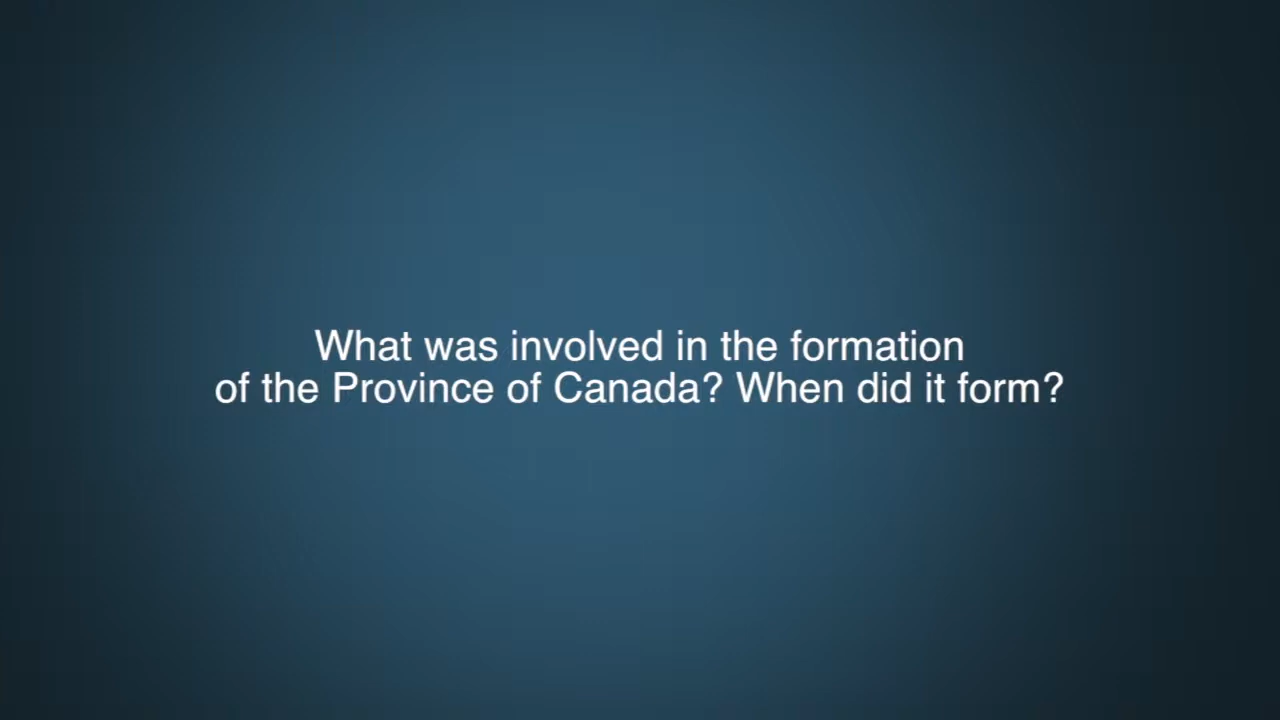 What was involved in the formation
of the Province of Canada? When did it form?